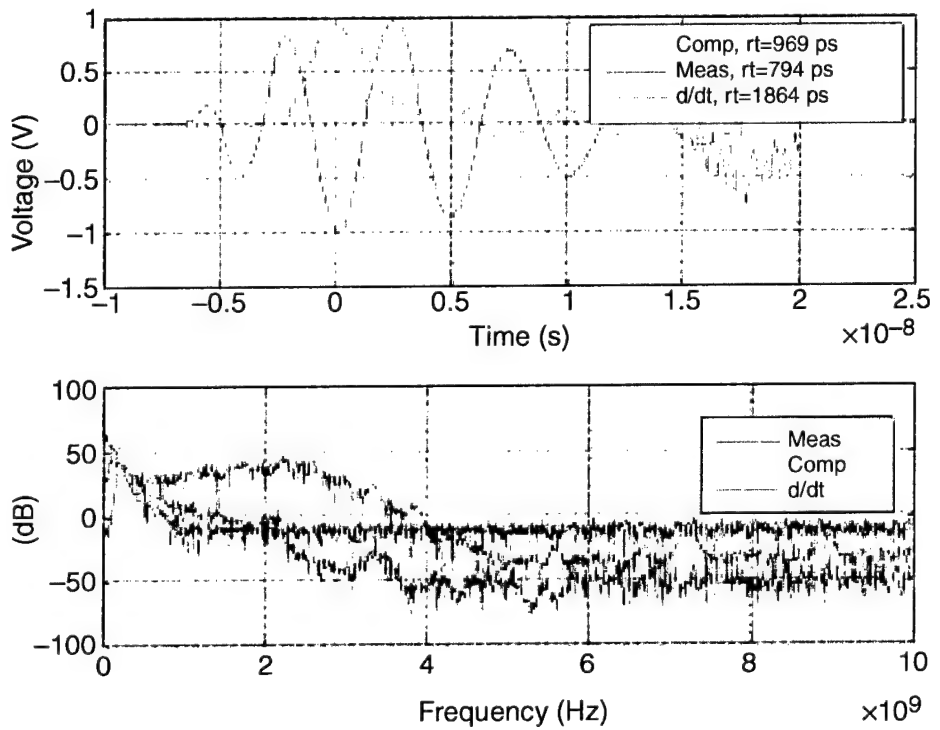 1
0.5
0
−0.5
−1
−1.5
Voltage (V)
Comp, rt=969 ps
Meas, rt=794 ps
d/dt, rt=1864 ps
−1
−0.5
0
0.5
1
1.5
2
2.5
Time (s)
×10⁻⁸
100
50
0
−50
−100
(dB)
Meas
Comp
d/dt
0
2
4
6
8
10
Frequency (Hz)
×10⁹